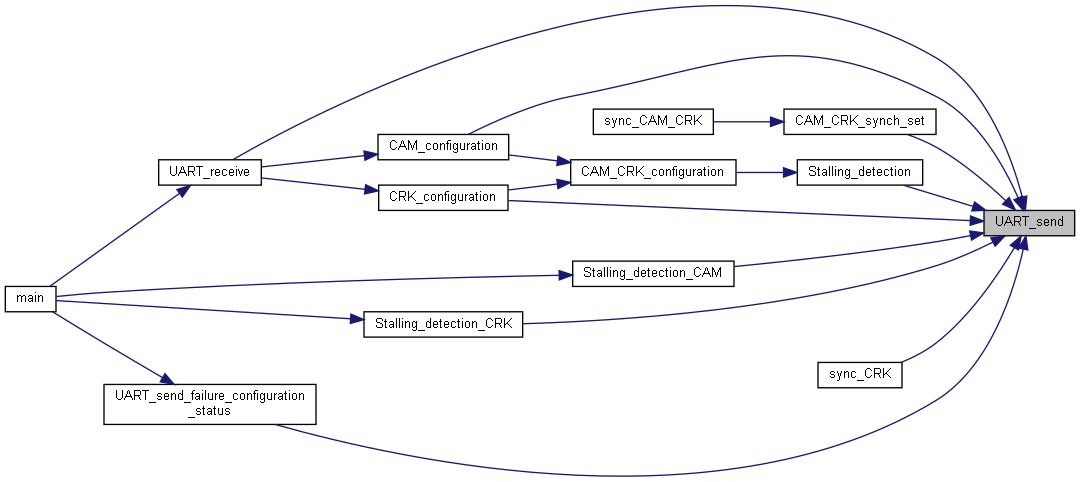 sync_CAM_CRK
CAM_CRK_synch_set
CAM_configuration
UART_receive
CAM_CRK_configuration
Stalling_detection
CRK_configuration
UART_send
Stalling_detection_CAM
main
Stalling_detection_CRK
sync_CRK
UART_send_failure_configuration
_status